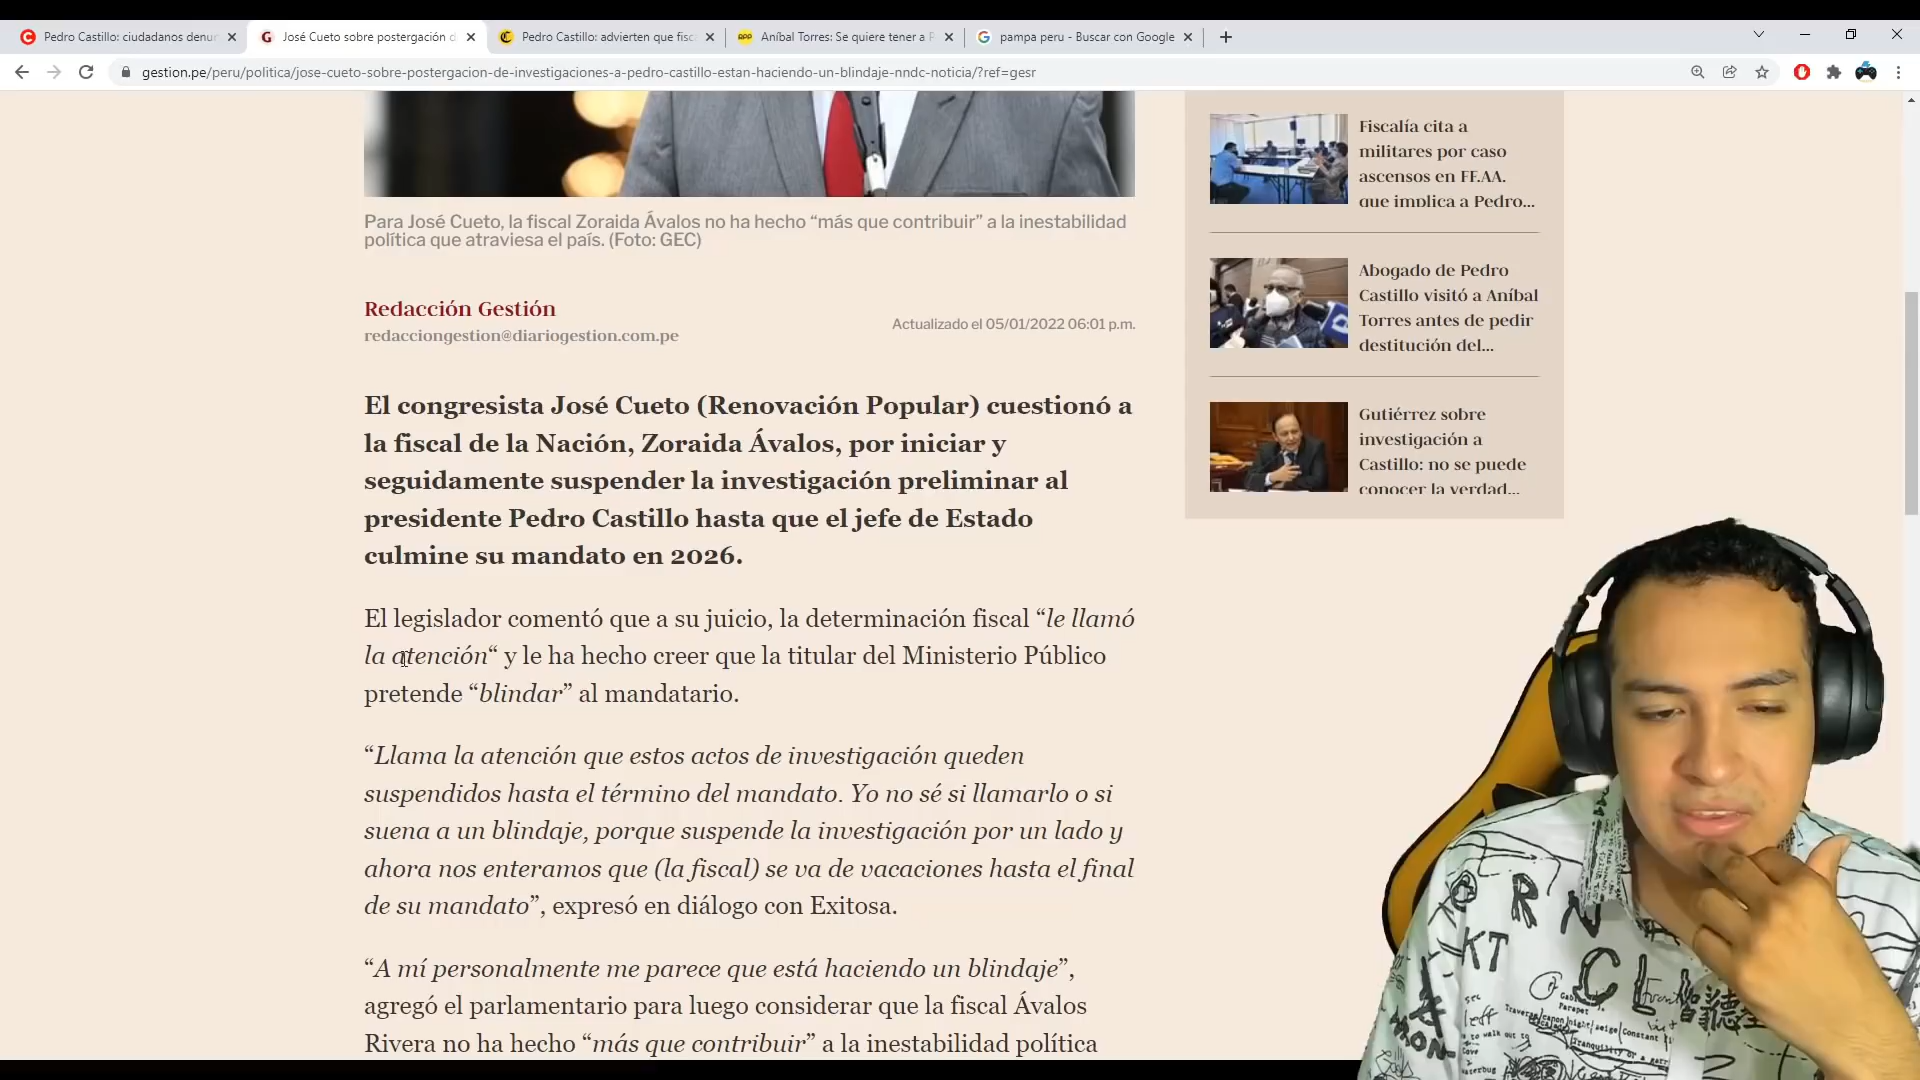 Pedro Castillo: ciudadanos denun
José Cueto sobre postergación d
Pedro Castillo: advierten que fisc
Aníbal Torres: Se quiere tener a P
pampa peru - Buscar con Google
gestion.pe/peru/politica/jose-cueto-sobre-postergacion-de-investigaciones-a-pedro-castillo-estan-haciendo-un-blindaje-nndc-noticia/?ref=gesr
Para José Cueto, la fiscal Zoraida Ávalos no ha hecho “más que contribuir” a la inestabilidad
política que atraviesa el país. (Foto: GEC)
Redacción Gestión
redacciongestion@diariogestion.com.pe
Actualizado el 05/01/2022 06:01 p.m.
El congresista José Cueto (Renovación Popular) cuestionó a
la fiscal de la Nación, Zoraida Ávalos, por iniciar y
seguidamente suspender la investigación preliminar al
presidente Pedro Castillo hasta que el jefe de Estado
culmine su mandato en 2026.
El legislador comentó que a su juicio, la determinación fiscal “le llamó
la atención“ y le ha hecho creer que la titular del Ministerio Público
pretende “blindar” al mandatario.
“Llama la atención que estos actos de investigación queden
suspendidos hasta el término del mandato. Yo no sé si llamarlo o si
suena a un blindaje, porque suspende la investigación por un lado y
ahora nos enteramos que (la fiscal) se va de vacaciones hasta el final
de su mandato”, expresó en diálogo con Exitosa.
“A mí personalmente me parece que está haciendo un blindaje”,
agregó el parlamentario para luego considerar que la fiscal Ávalos
Rivera no ha hecho “más que contribuir” a la inestabilidad política
Fiscalía cita a
militares por caso
ascensos en FF.AA.
que implica a Pedro...
Abogado de Pedro
Castillo visitó a Aníbal
Torres antes de pedir
destitución del...
Gutiérrez sobre
investigación a
Castillo: no se puede
conocer la verdad...